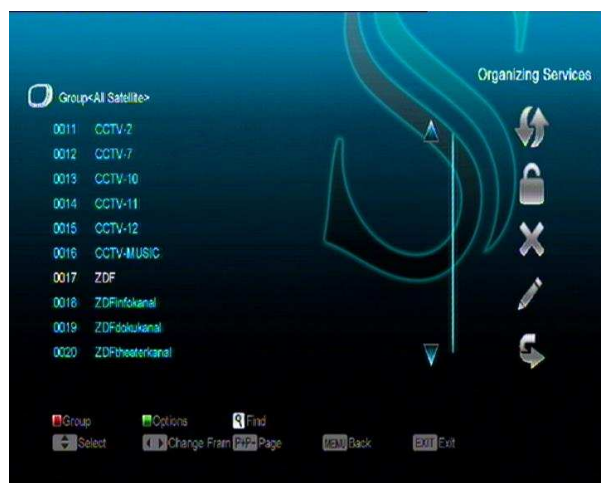 Organizing Services
Group<All Satellite>
0011 CCTV-2
0012 CCTV-7
0013 CCTV-10
0014 CCTV-11
0015 CCTV-12
0016 CCTV-MUSIC
0017 ZDF
0018 ZDFinfokanal
0019 ZDFdokukanal
0020 ZDFtheaterkanal
Group Options Find
Select Change Fram P+P- Page MENU Back EXIT Exit